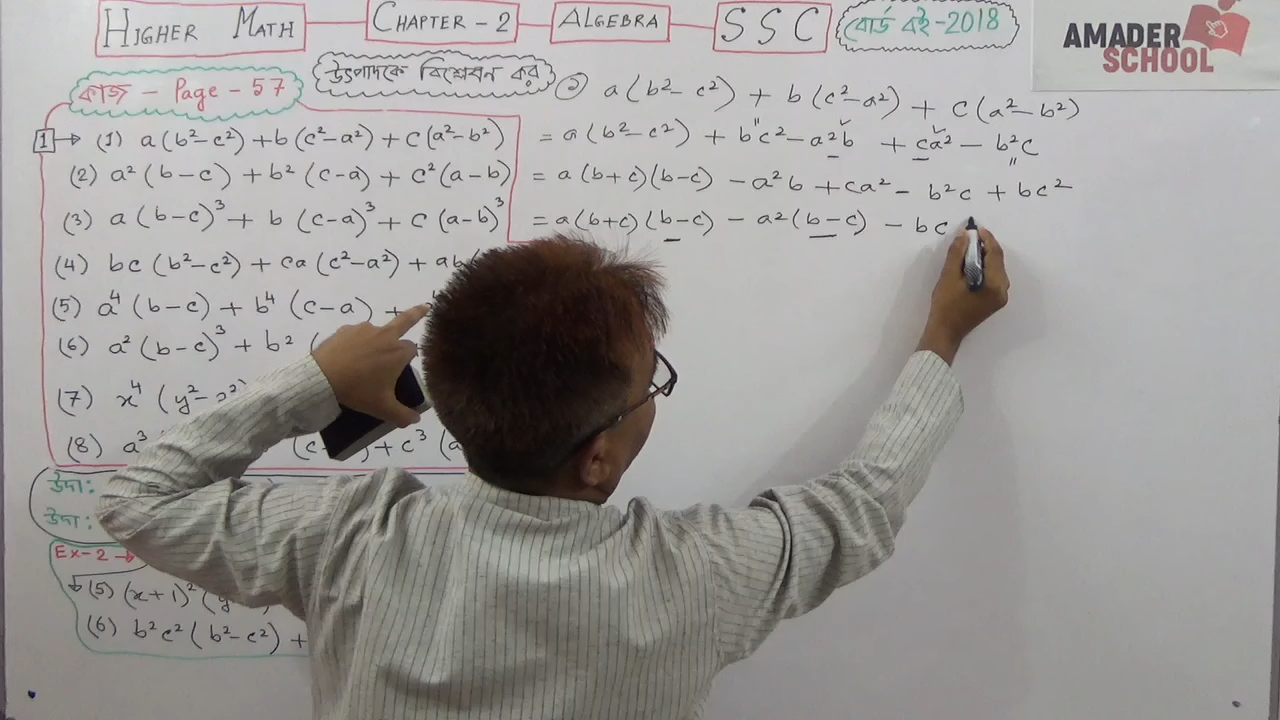 HIGHER MATH CHAPTER - 2 ALGEBRA SSC বোর্ড বই-2018
AMADER
SCHOOL
কাজ - Page - 57
উৎপাদকে বিশ্লেষণ কর
a(b²-c²) + b(c²-a²) + c(a²-b²)
= a(b²-c²) + bc² - a²b + ca² - b²c
= a(b+c)(b-c) - a²b + ca² - b²c + bc²
= a(b+c)(b-c) - a²(b-c) - bc
1 → (1) a(b²-c²)+b(c²-a²)+c(a²-b²)
(2) a²(b-c)+b²(c-a)+c²(a-b)
(3) a(b-c)³+b(c-a)³+c(a-b)³
(4) bc(b²-c²)+ca(c²-a²)+ab
(5) a⁴(b-c)+b⁴(c-a)+
(6) a²(b-c)³+b²
(7) x⁴(y²-z²)
(8) a³ +c³(a
উদা:
উদা:
Ex-2 →
(5) (x+1)²(y
(6) b²c²(b²-c²)+